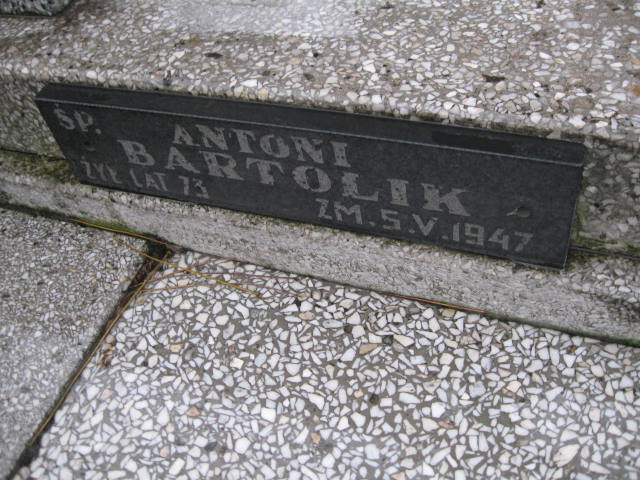 ŚP. ANTONI
BARTOLIK
ŻYŁ LAT 73 ZM. 5.V.1947